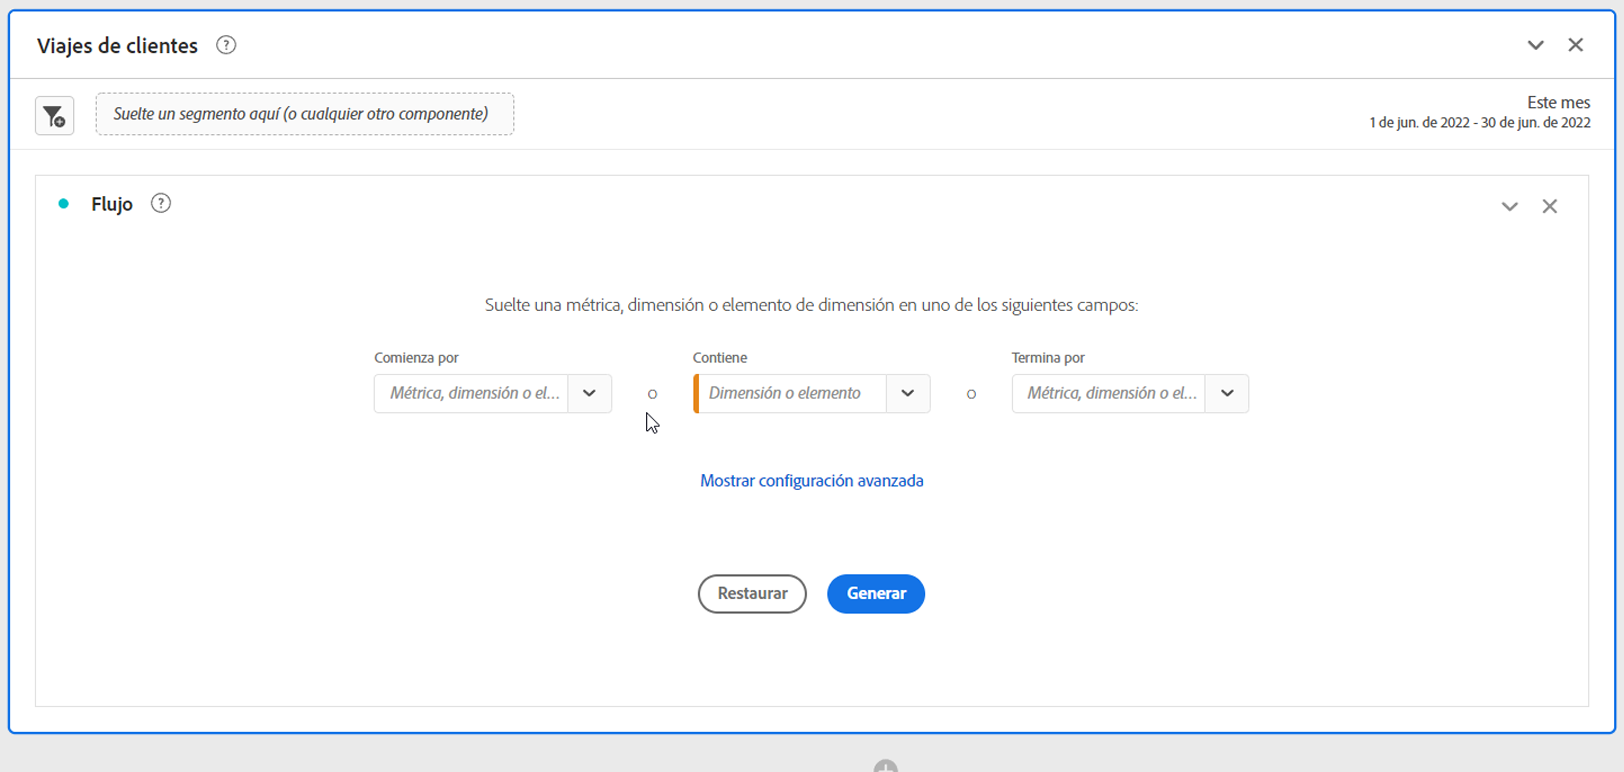 Viajes de clientes ?
Suelte un segmento aquí (o cualquier otro componente)
Este mes
1 de jun. de 2022 - 30 de jun. de 2022
Flujo ?
Suelte una métrica, dimensión o elemento de dimensión en uno de los siguientes campos:
Comienza por
Contiene
Termina por
Métrica, dimensión o el...
o
Dimensión o elemento
o
Métrica, dimensión o el...
Mostrar configuración avanzada
Restaurar
Generar